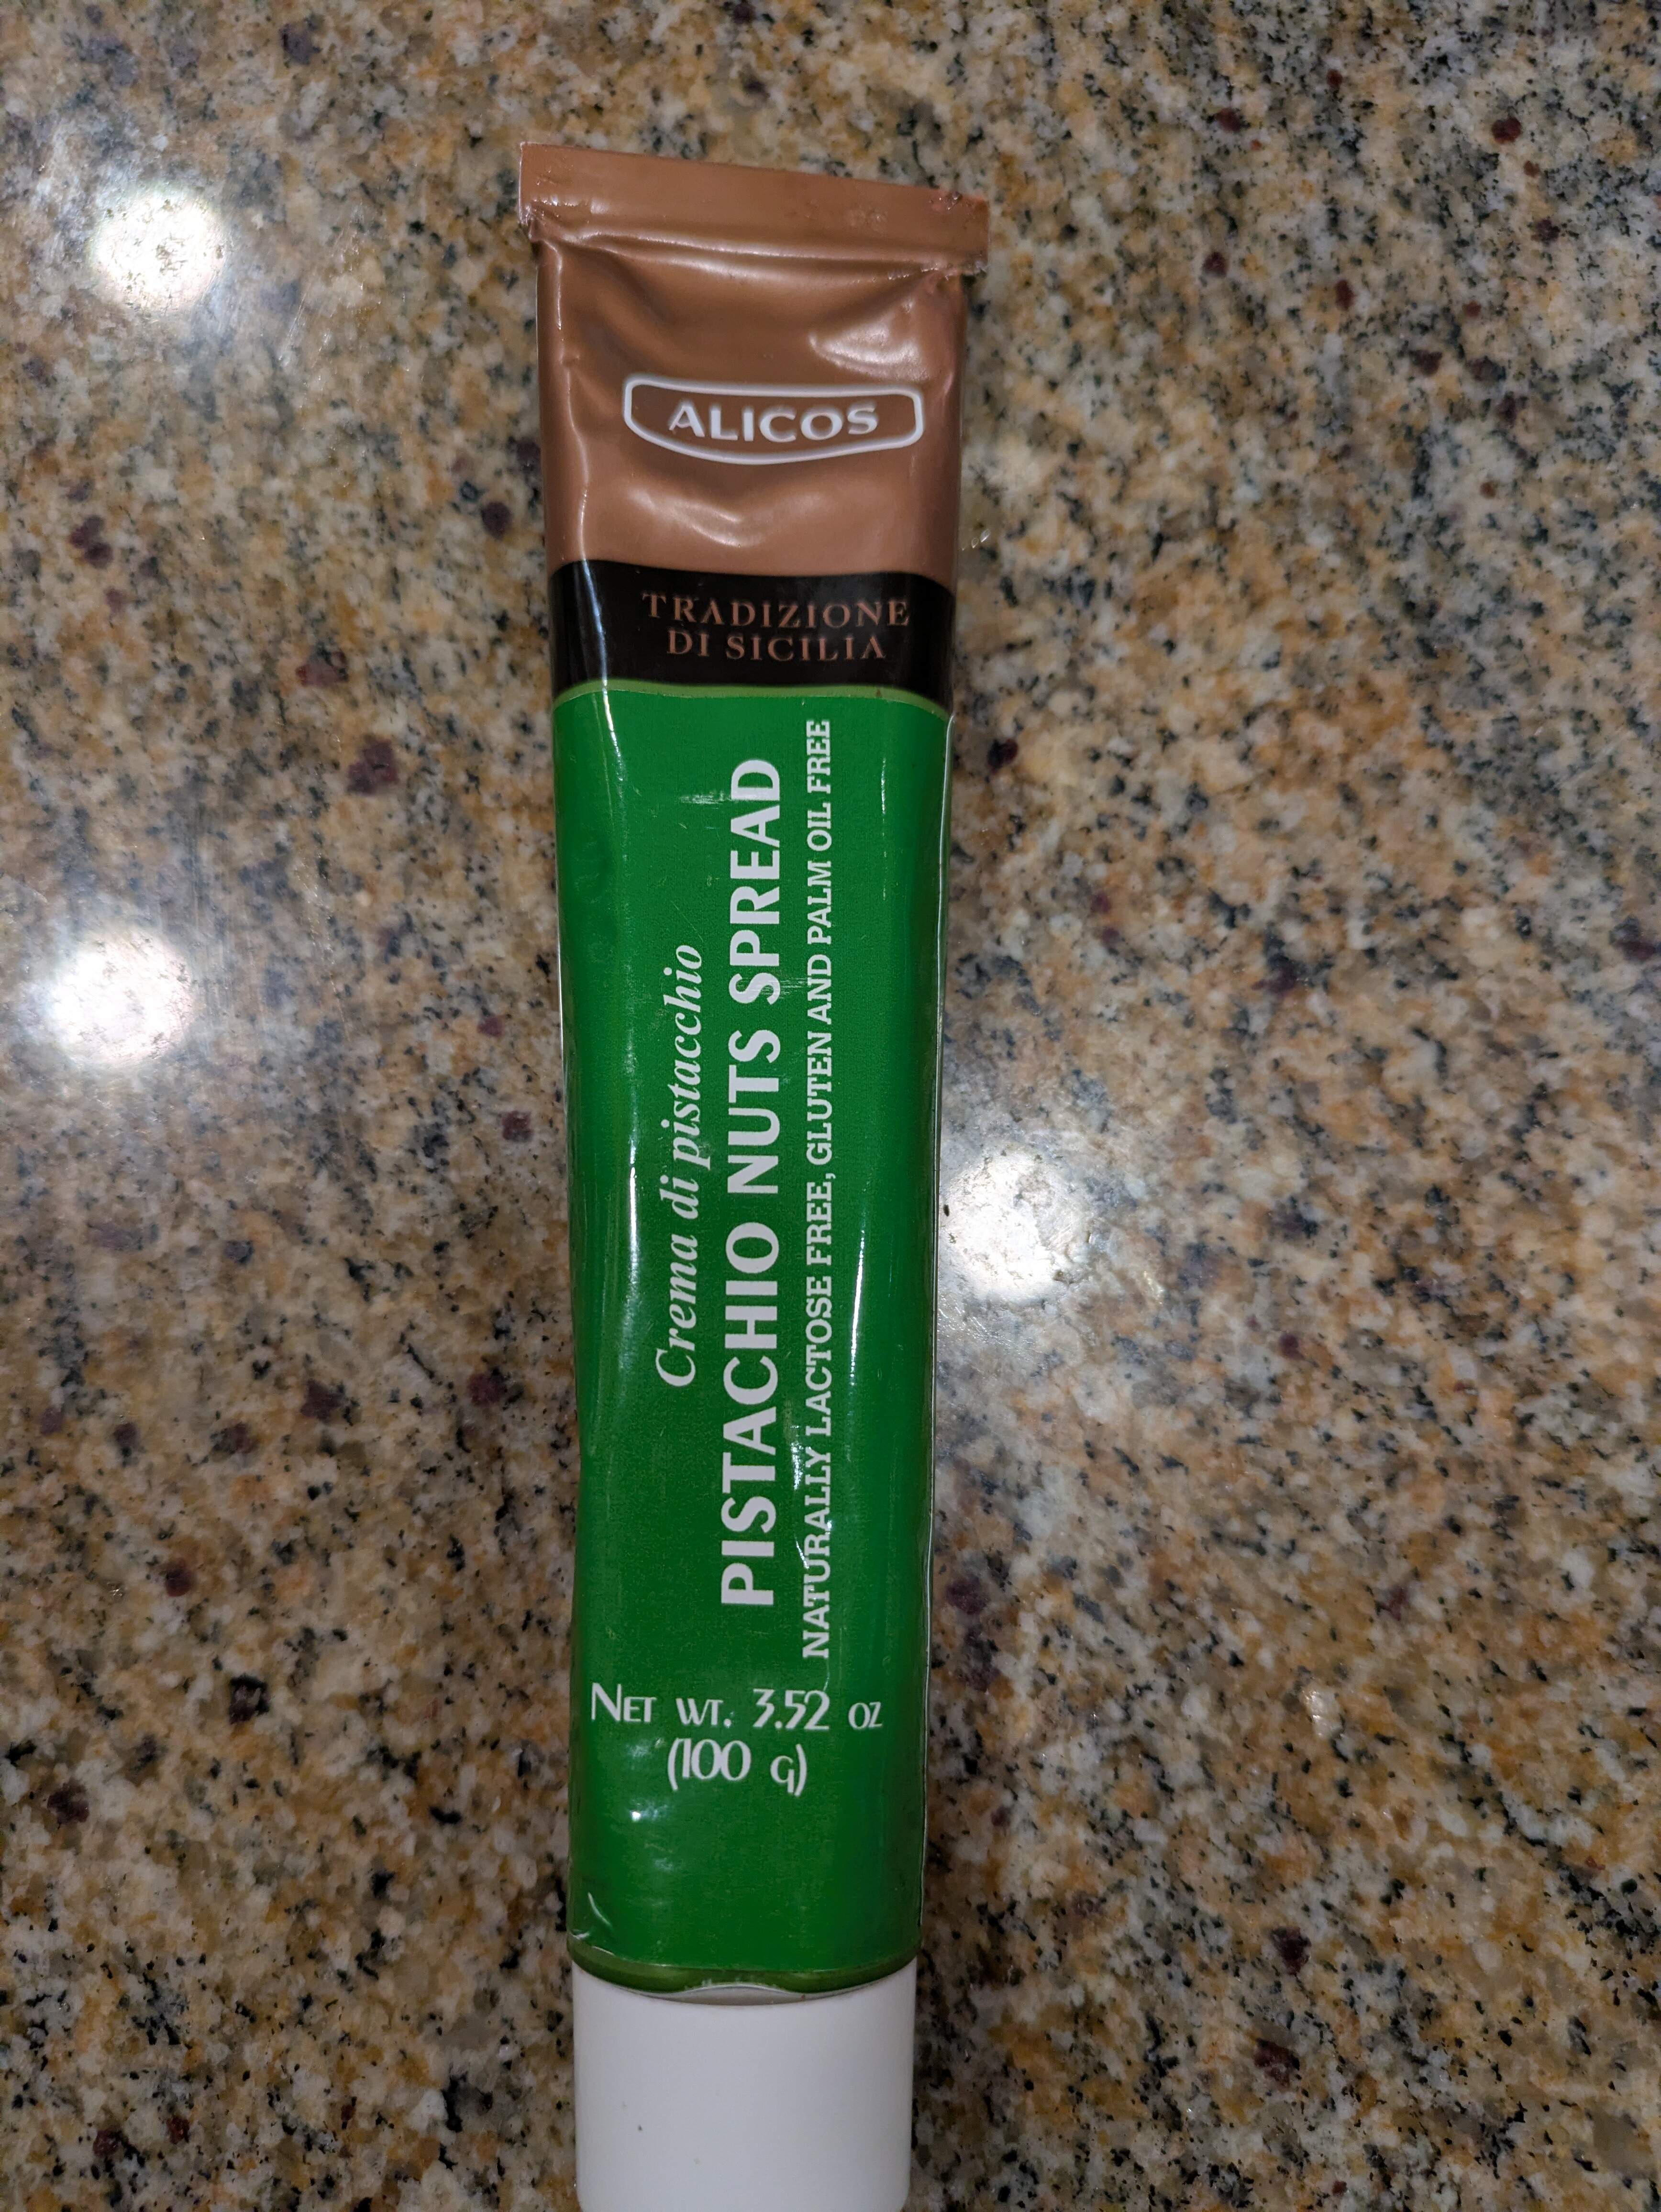 ALICOS
TRADIZIONE
DI SICILIA
Crema di pistacchio
PISTACHIO NUTS SPREAD
NATURALLY LACTOSE FREE, GLUTEN AND PALM OIL FREE
NET WT. 3.52 OZ
(100 g)